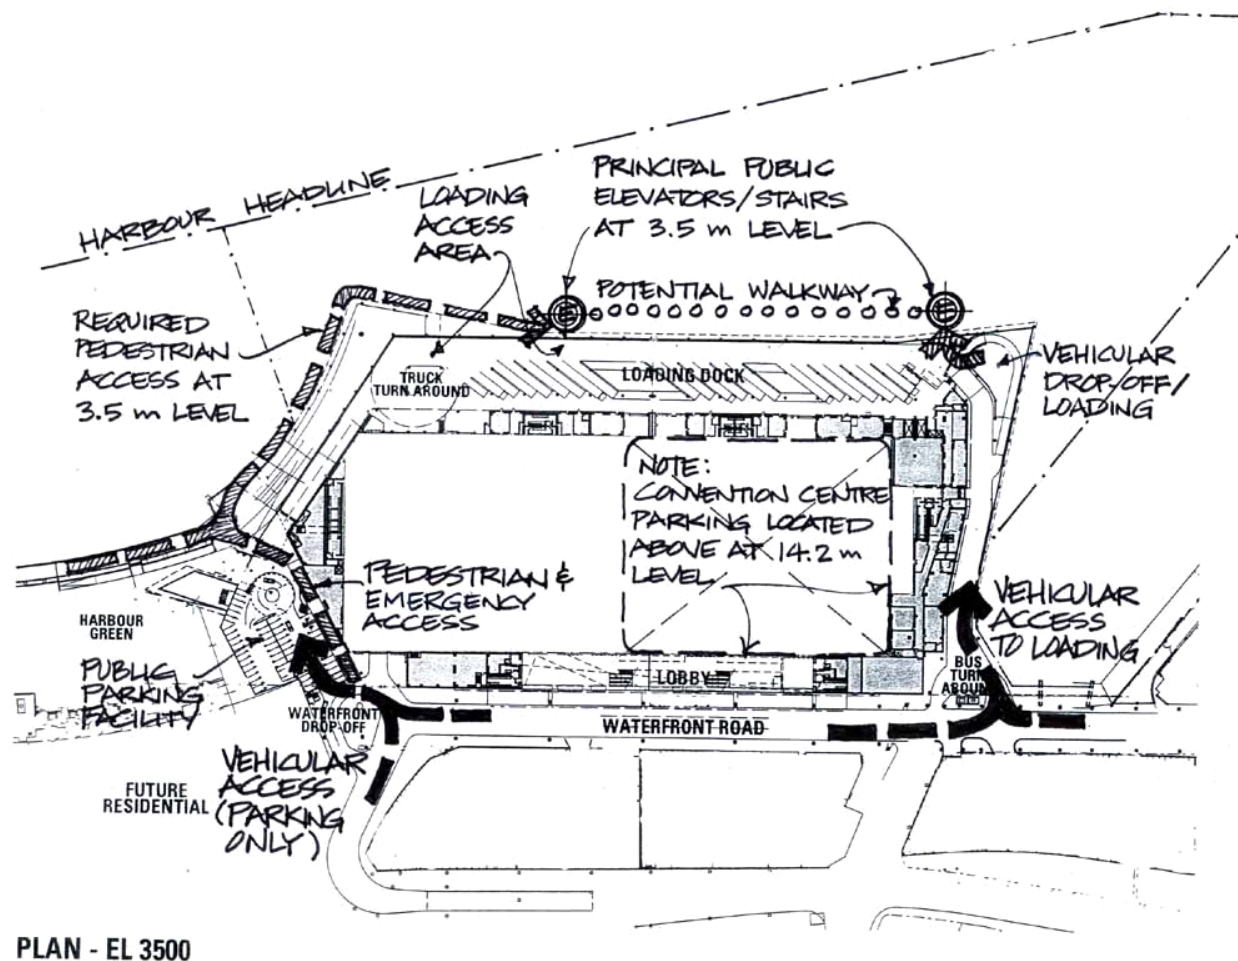 HARBOUR HEADLINE
LOADING
ACCESS
AREA
PRINCIPAL PUBLIC
ELEVATORS/STAIRS
AT 3.5 m LEVEL
POTENTIAL WALKWAY
REQUIRED
PEDESTRIAN
ACCESS AT
3.5 m LEVEL
TRUCK
TURN AROUND
LOADING DOCK
VEHICULAR
DROP-OFF/
LOADING
NOTE:
CONVENTION CENTRE
PARKING LOCATED
ABOVE AT 14.2 m
LEVEL
PEDESTRIAN &
EMERGENCY
ACCESS
HARBOUR
GREEN
PUBLIC
PARKING
FACILITY
VEHICULAR
ACCESS
TO LOADING
LOBBY
BUS
TURN
AROUND
WATERFRONT
DROP-OFF
WATERFRONT ROAD
VEHICULAR
ACCESS
(PARKING
ONLY)
FUTURE
RESIDENTIAL
PLAN - EL 3500